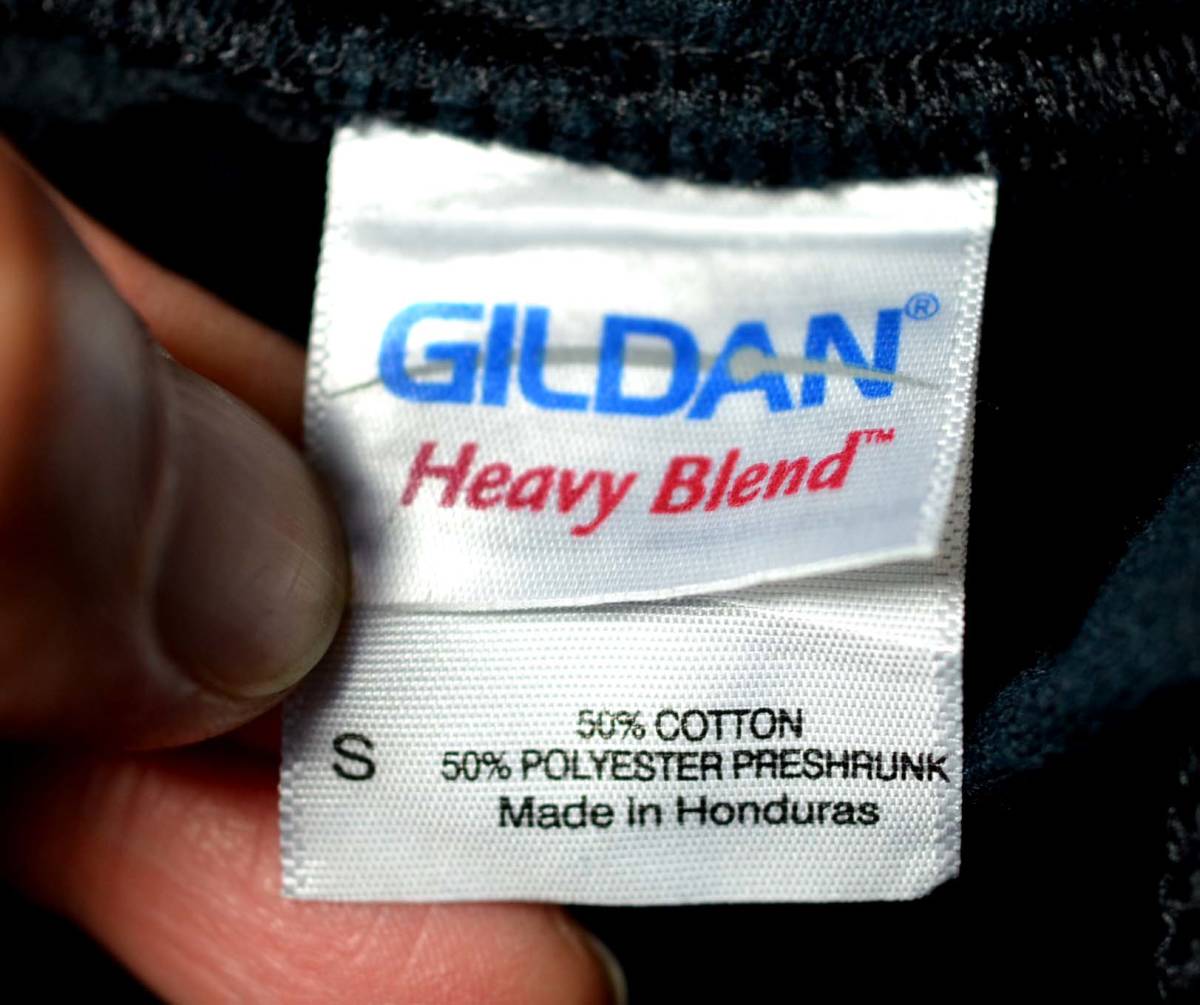 GILDAN®
Heavy Blend™
50% COTTON
S 50% POLYESTER PRESHRUNK
Made in Honduras